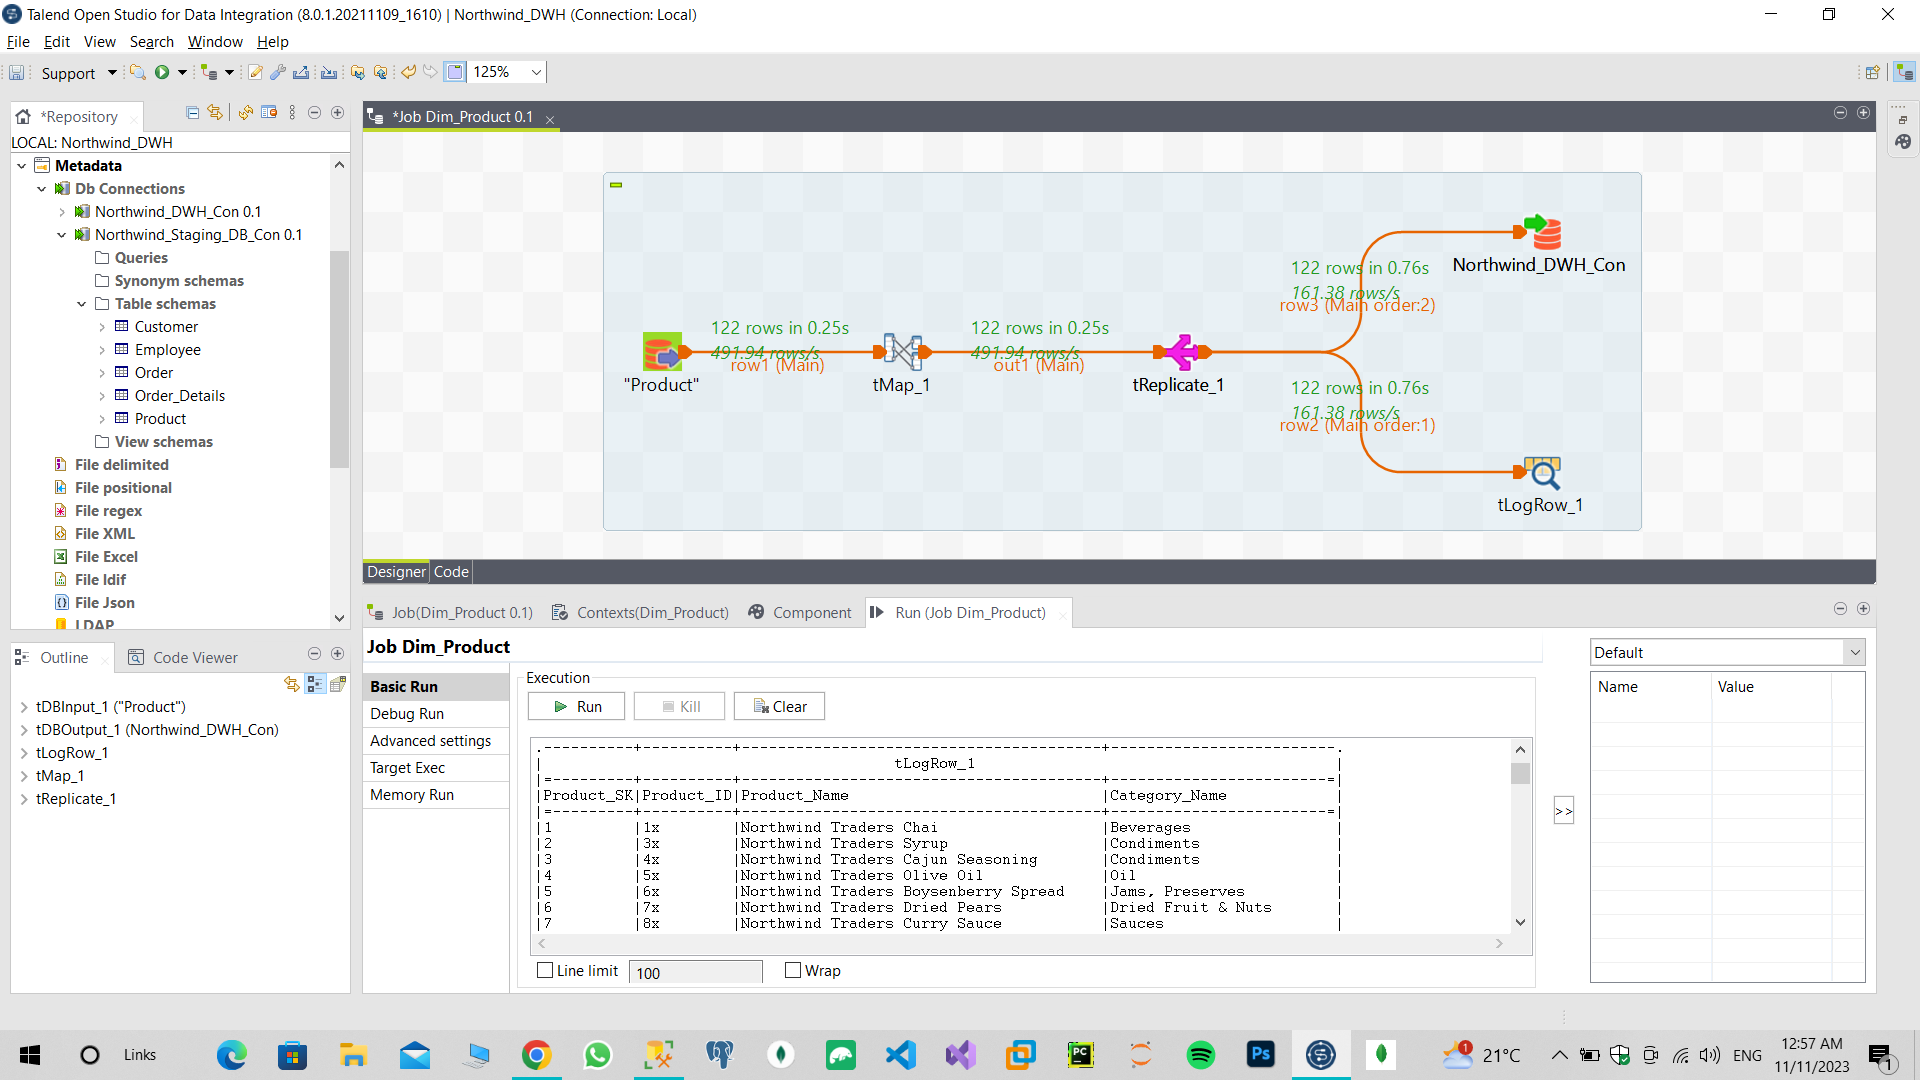 Talend Open Studio for Data Integration (8.0.1.20211109_1610) | Northwind_DWH (Connection: Local)
File Edit View Search Window Help
Support 125%
*Repository
LOCAL: Northwind_DWH
Metadata
Db Connections
Northwind_DWH_Con 0.1
Northwind_Staging_DB_Con 0.1
Queries
Synonym schemas
Table schemas
Customer
Employee
Order
Order_Details
Product
View schemas
File delimited
File positional
File regex
File XML
File Excel
File ldif
File Json
LDAP
*Job Dim_Product 0.1
122 rows in 0.25s
491.94 rows/s
row1 (Main)
"Product"
tMap_1
122 rows in 0.25s
491.94 rows/s
out1 (Main)
tReplicate_1
122 rows in 0.76s
161.38 rows/s
row3 (Main order:2)
Northwind_DWH_Con
122 rows in 0.76s
161.38 rows/s
row2 (Main order:1)
tLogRow_1
Designer Code
Outline Code Viewer
tDBInput_1 ("Product")
tDBOutput_1 (Northwind_DWH_Con)
tLogRow_1
tMap_1
tReplicate_1
Job(Dim_Product 0.1) Contexts(Dim_Product) Component Run (Job Dim_Product)
Job Dim_Product
Basic Run
Debug Run
Advanced settings
Target Exec
Memory Run
Execution
Run Kill Clear
.----------+----------+-----------------------------------------+-------------------------.
| tLogRow_1 |
|=---------+----------+-----------------------------------------+------------------------=|
|Product_SK|Product_ID|Product_Name |Category_Name |
|=---------+----------+-----------------------------------------+------------------------=|
|1 |1x |Northwind Traders Chai |Beverages |
|2 |3x |Northwind Traders Syrup |Condiments |
|3 |4x |Northwind Traders Cajun Seasoning |Condiments |
|4 |5x |Northwind Traders Olive Oil |Oil |
|5 |6x |Northwind Traders Boysenberry Spread |Jams, Preserves |
|6 |7x |Northwind Traders Dried Pears |Dried Fruit & Nuts |
|7 |8x |Northwind Traders Curry Sauce |Sauces |
Line limit 100 Wrap
>>
Default
Name Value
Links
PC
Ps
1
21°C
ENG
12:57 AM
11/11/2023
1